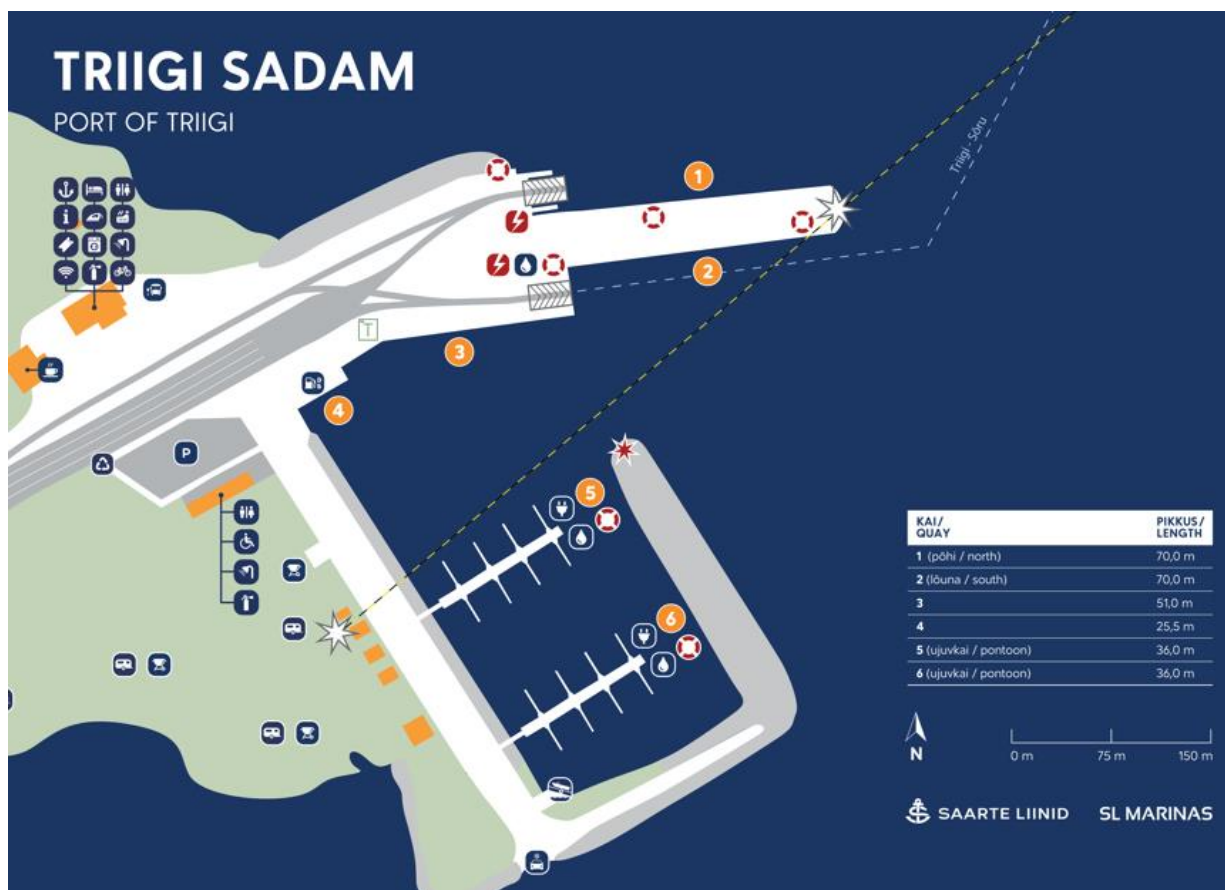 TRIIGI SADAM
PORT OF TRIIGI
Triigi - Sõru
1
2
3
4
5
6
i
T
P
KAI/ QUAY PIKKUS/ LENGTH
1 (põhi / north) 70,0 m
2 (lõuna / south) 70,0 m
3 51,0 m
4 25,5 m
5 (ujuvkai / pontoon) 36,0 m
6 (ujuvkai / pontoon) 36,0 m
N
0 m 75 m 150 m
SAARTE LIINID SL MARINAS